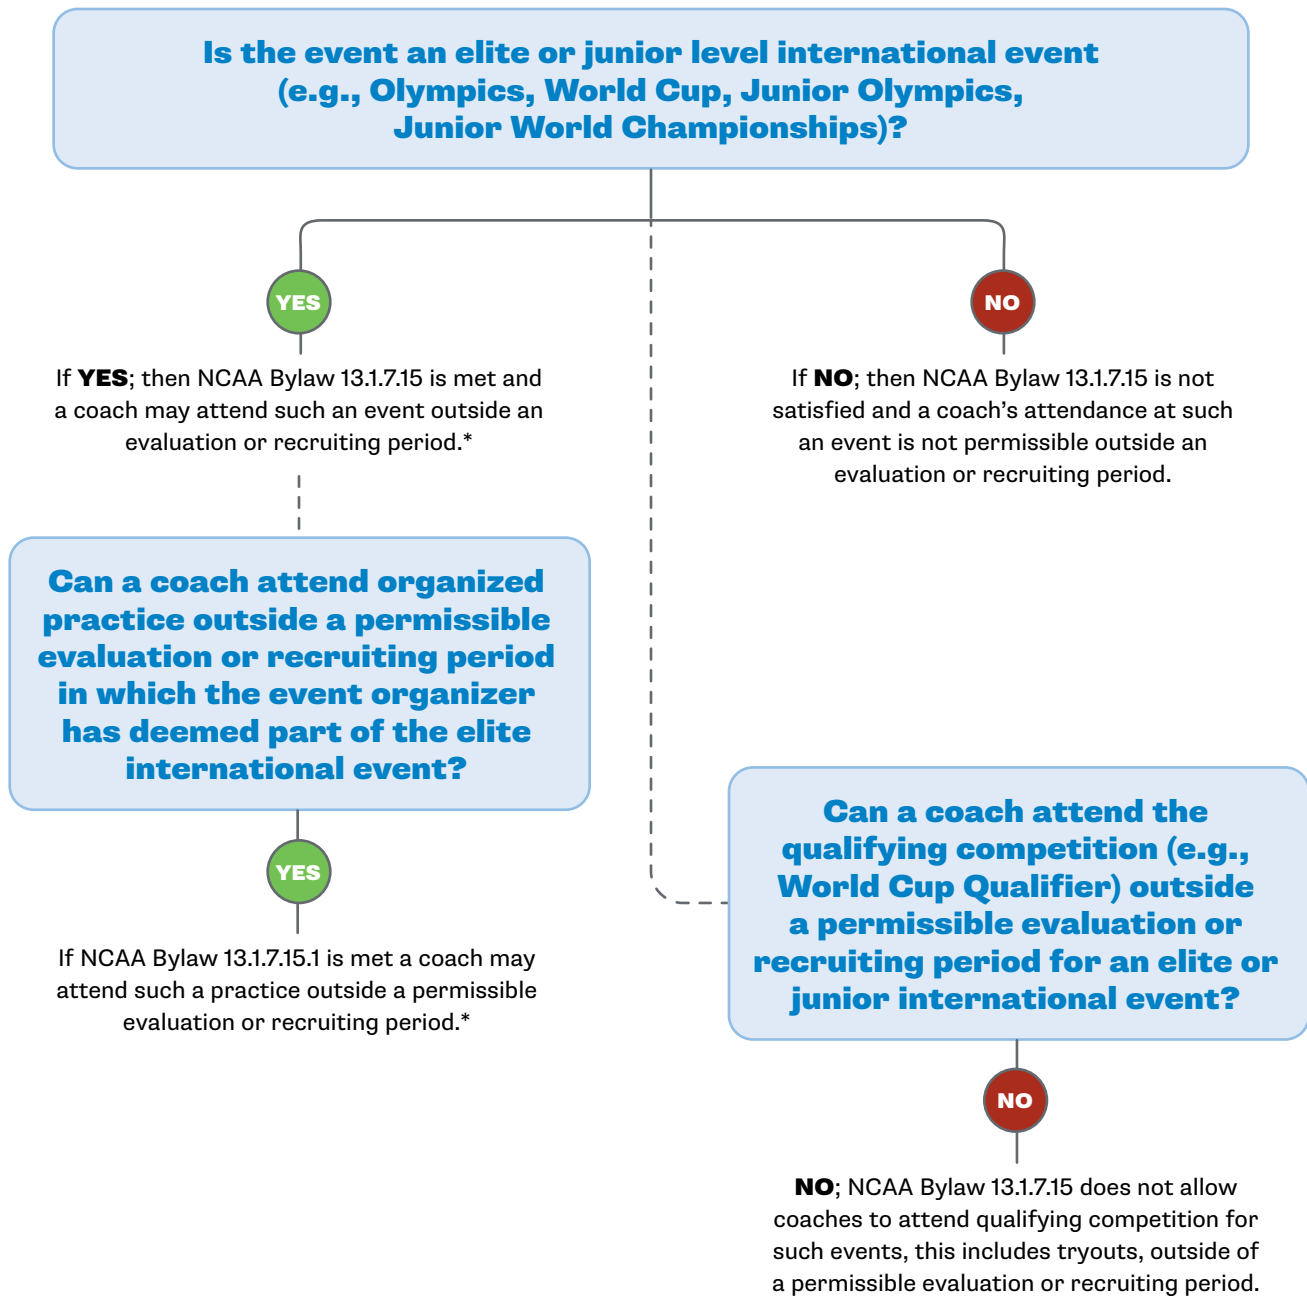 Is the event an elite or junior level international event
(e.g., Olympics, World Cup, Junior Olympics,
Junior World Championships)?
YES
If YES; then NCAA Bylaw 13.1.7.15 is met and
a coach may attend such an event outside an
evaluation or recruiting period.*
NO
If NO; then NCAA Bylaw 13.1.7.15 is not
satisfied and a coach's attendance at such
an event is not permissible outside an
evaluation or recruiting period.
Can a coach attend organized
practice outside a permissible
evaluation or recruiting period
in which the event organizer
has deemed part of the elite
international event?
YES
If NCAA Bylaw 13.1.7.15.1 is met a coach may
attend such a practice outside a permissible
evaluation or recruiting period.*
Can a coach attend the
qualifying competition (e.g.,
World Cup Qualifier) outside
a permissible evaluation or
recruiting period for an elite or
junior international event?
NO
NO; NCAA Bylaw 13.1.7.15 does not allow
coaches to attend qualifying competition for
such events, this includes tryouts, outside of
a permissible evaluation or recruiting period.